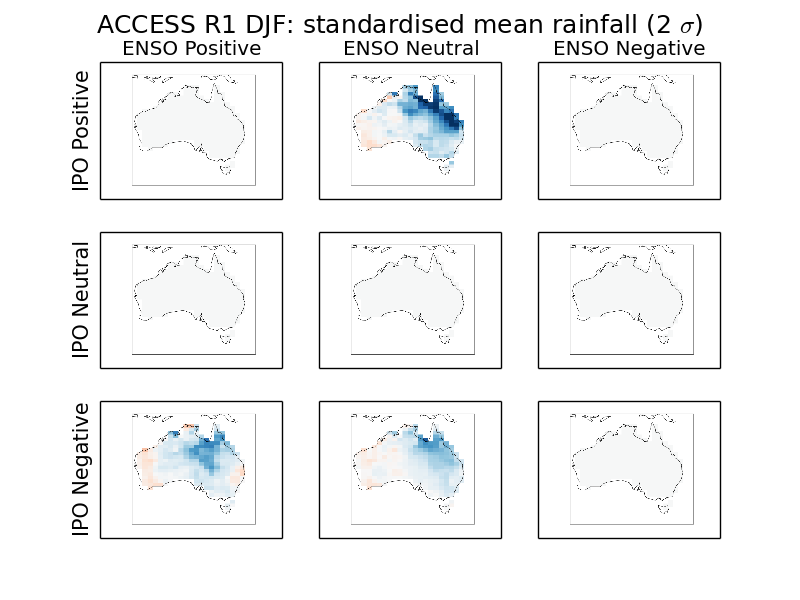 ACCESS R1 DJF: standardised mean rainfall (2 σ)
ENSO Positive ENSO Neutral ENSO Negative
IPO Positive
IPO Neutral
IPO Negative